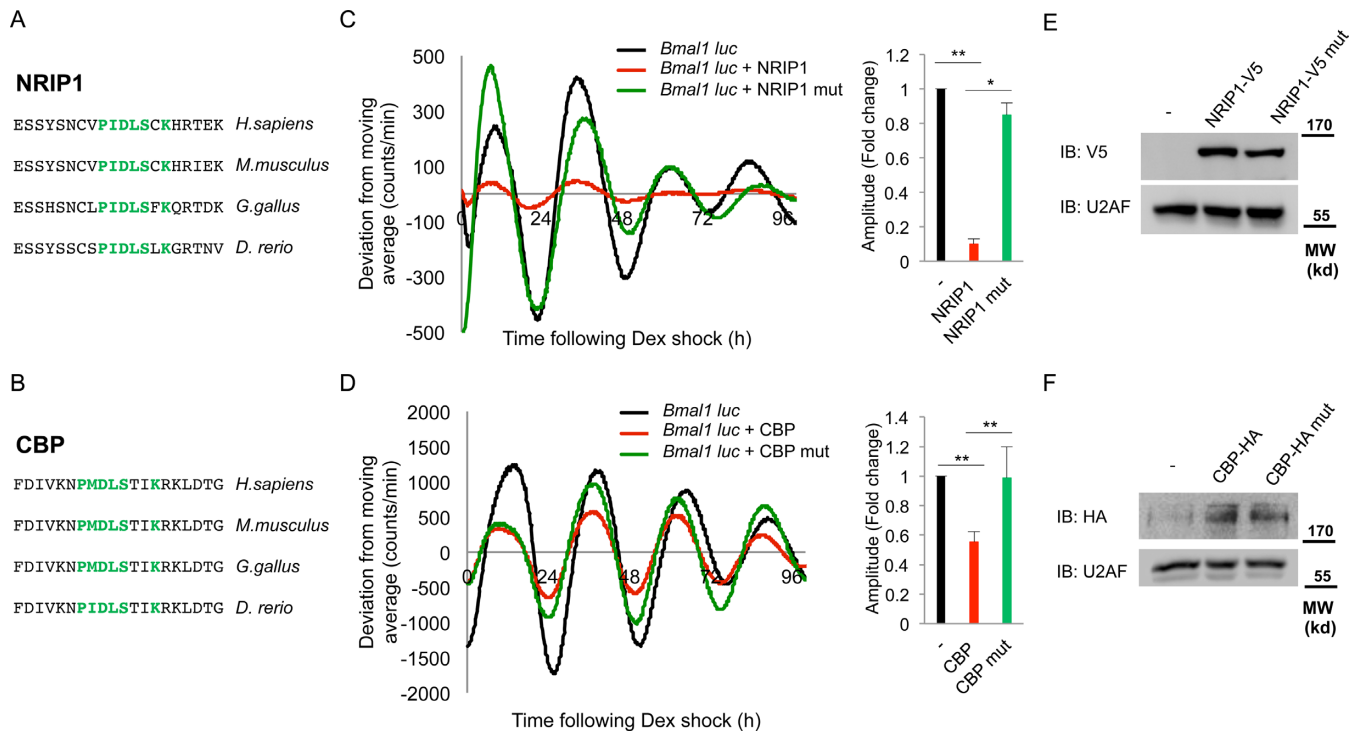 A
NRIP1
ESSYSNCVPIDLSCKHRTEK H.sapiens
ESSYSNCVPIDLSCKHRIEK M.musculus
ESSHSNCLPIDLSFKQRTDK G.gallus
ESSYSSCSPIDLSLKGRTNV D. rerio
B
CBP
FDIVKNPMDLSTIKRKLDTG H.sapiens
FDIVKNPMDLSTIKRKLDTG M.musculus
FDIVKNPMDLSTIKRKLDTG G.gallus
FDIVKNPIDLSTIKRKLDTG D. rerio
C
Bmal1 luc
Bmal1 luc + NRIP1
Bmal1 luc + NRIP1 mut
Deviation from moving
average (counts/min)
500
300
100
-100
-300
-500
0 24 48 72 96
Time following Dex shock (h)
Amplitude (Fold change)
1.2
1
0.8
0.6
0.4
0.2
0
** 
*
-
NRIP1
NRIP1 mut
D
Bmal1 luc
Bmal1 luc + CBP
Bmal1 luc + CBP mut
Deviation from moving
average (counts/min)
2000
1500
1000
500
0
-500
-1000
-1500
-2000
0 24 48 72 96
Time following Dex shock (h)
Amplitude (Fold change)
1.4
1.2
1
0.8
0.6
0.4
0.2
0
**
**
-
CBP
CBP mut
E
-
NRIP1-V5
NRIP1-V5 mut
IB: V5
IB: U2AF
170
55
MW
(kd)
F
-
CBP-HA
CBP-HA mut
IB: HA
IB: U2AF
170
55
MW
(kd)